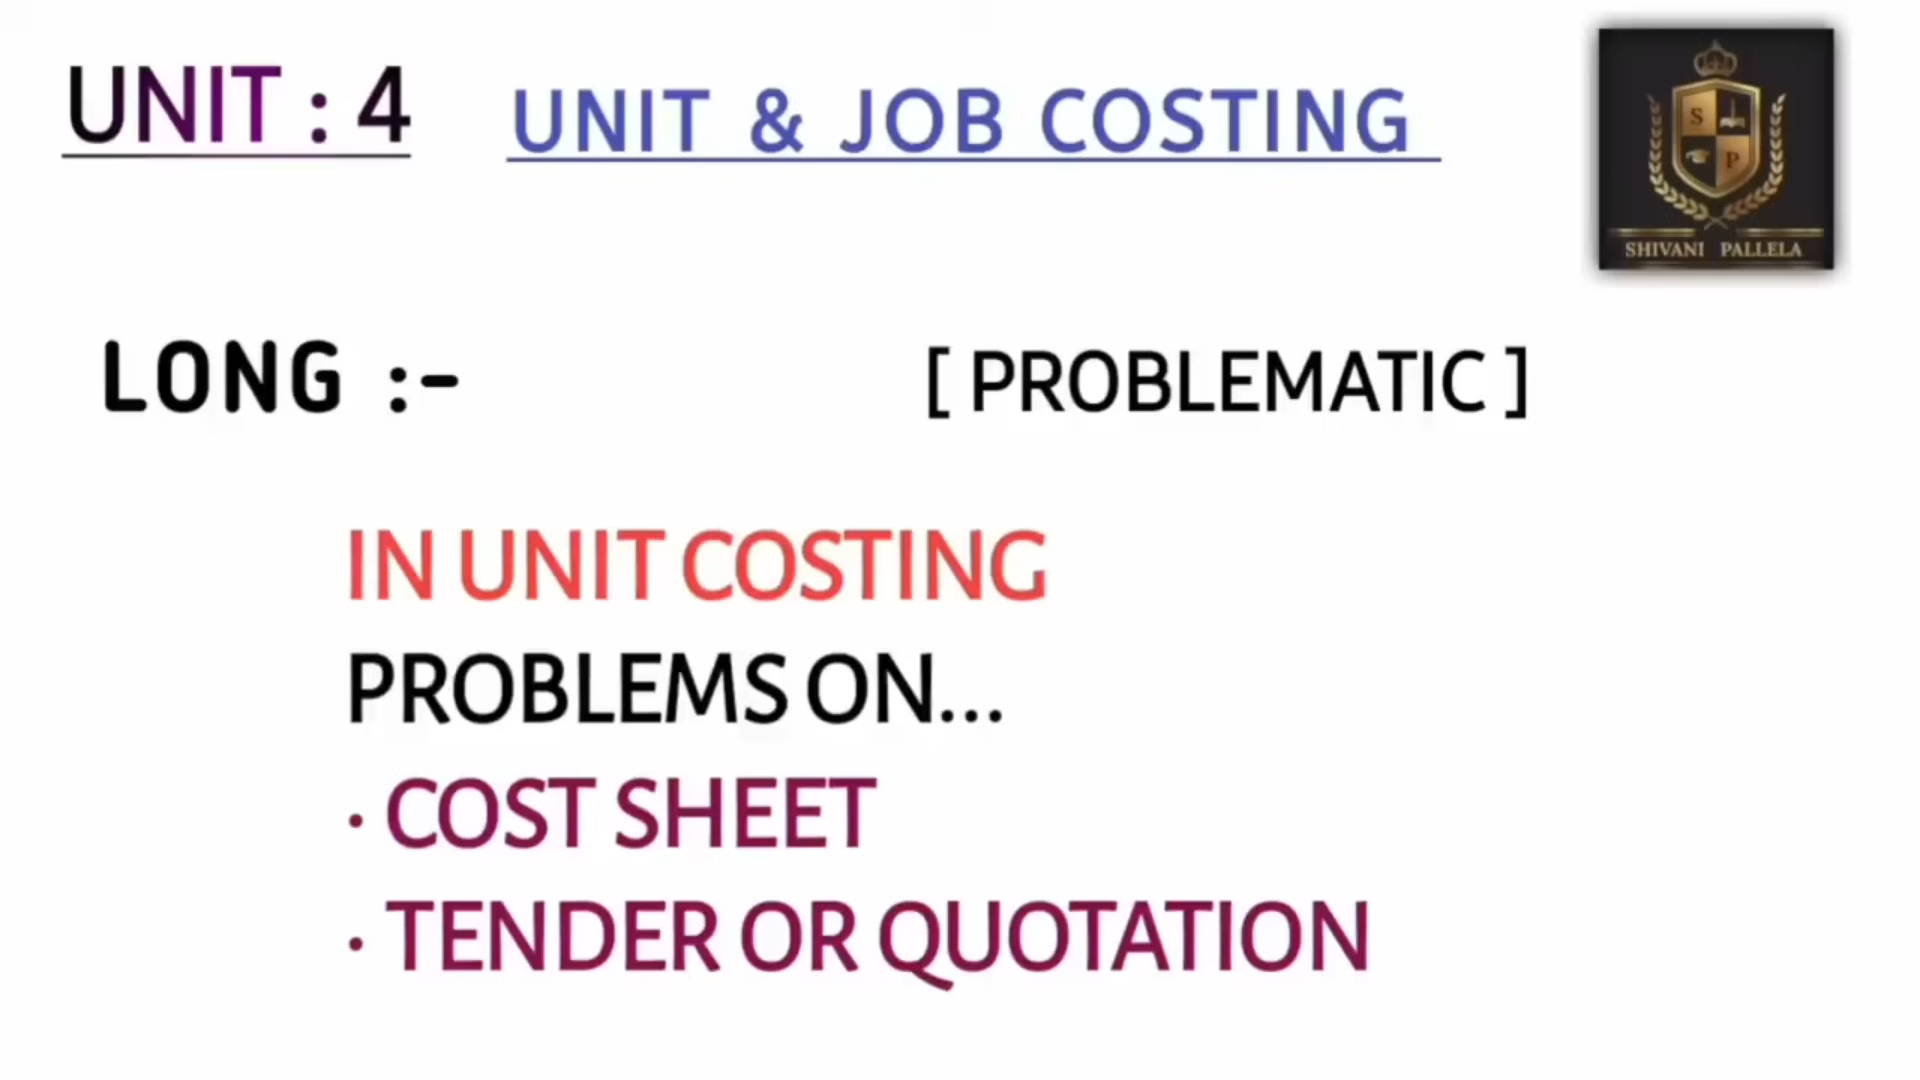 UNIT : 4 UNIT & JOB COSTING
S
P
SHIVANI PALLELA
LONG :- [ PROBLEMATIC ]
IN UNIT COSTING
PROBLEMS ON...
· COST SHEET
· TENDER OR QUOTATION